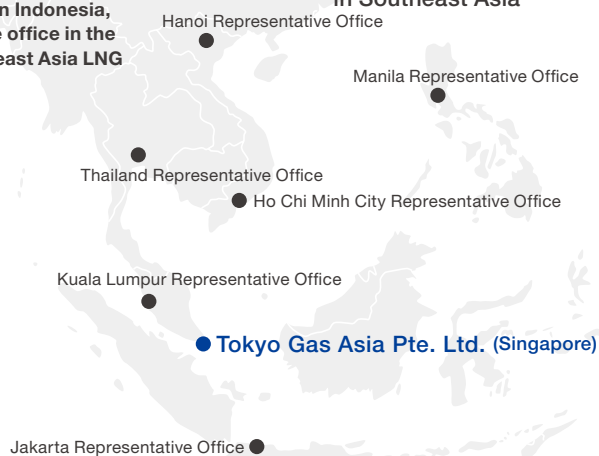 n Indonesia,
office in the
east Asia LNG
in Southeast Asia
Hanoi Representative Office
Manila Representative Office
Thailand Representative Office
Ho Chi Minh City Representative Office
Kuala Lumpur Representative Office
Tokyo Gas Asia Pte. Ltd. (Singapore)
Jakarta Representative Office